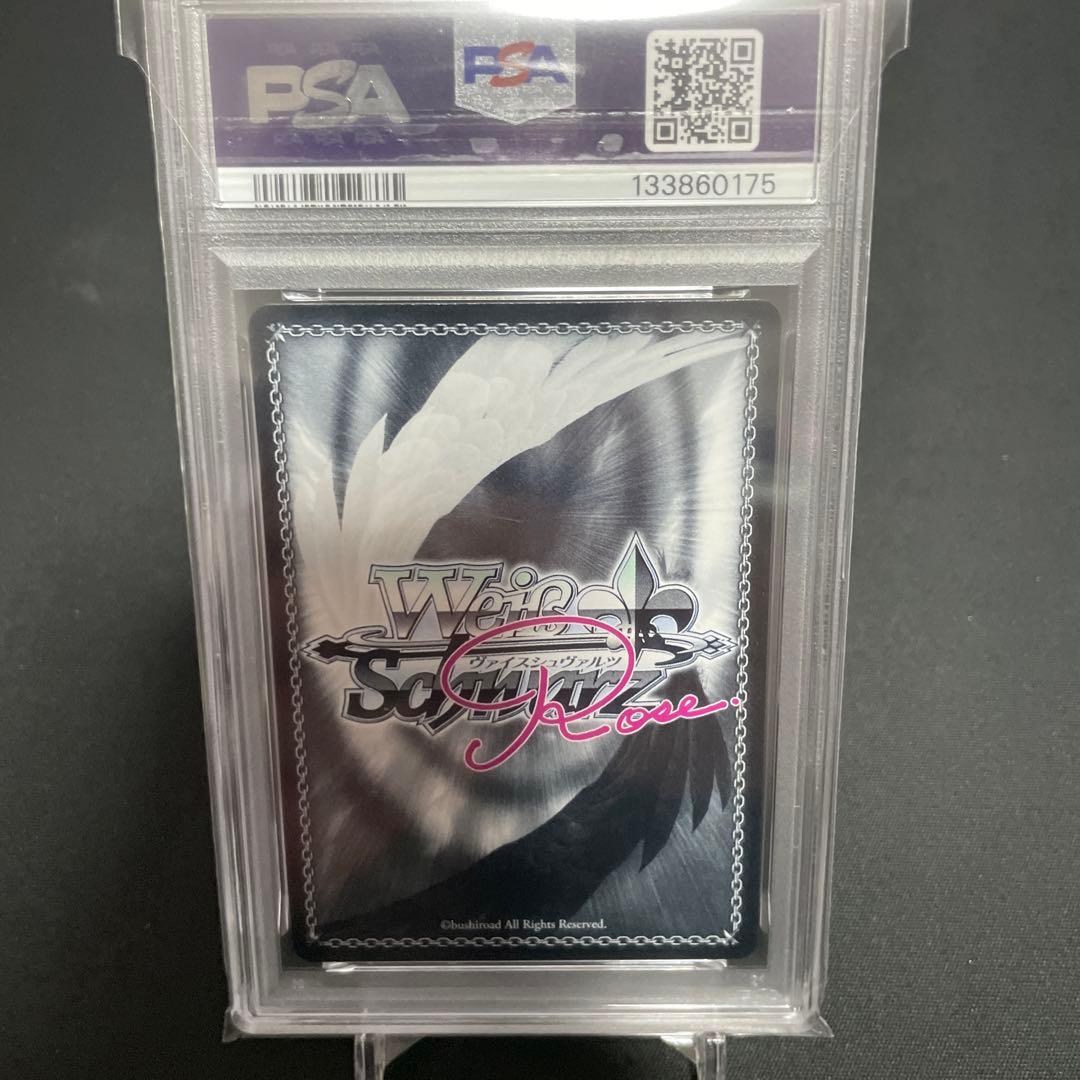 PSA PSA
133860175
Weiß
ヴァイスシュヴァルツ
Schwarz
Rose.
©bushiroad All Rights Reserved.